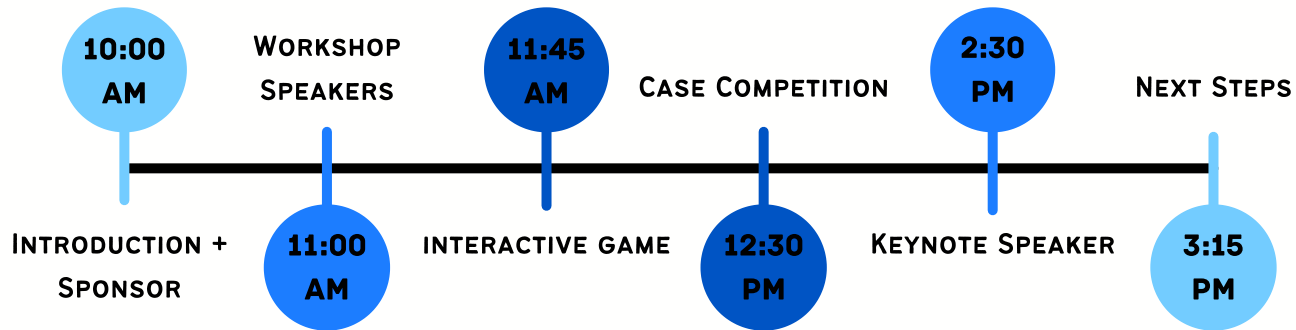 10:00
AM
Introduction +
Sponsor
Workshop
Speakers
11:00
AM
11:45
AM
INTERACTIVE GAME
Case Competition
12:30
PM
2:30
PM
Keynote Speaker
Next Steps
3:15
PM